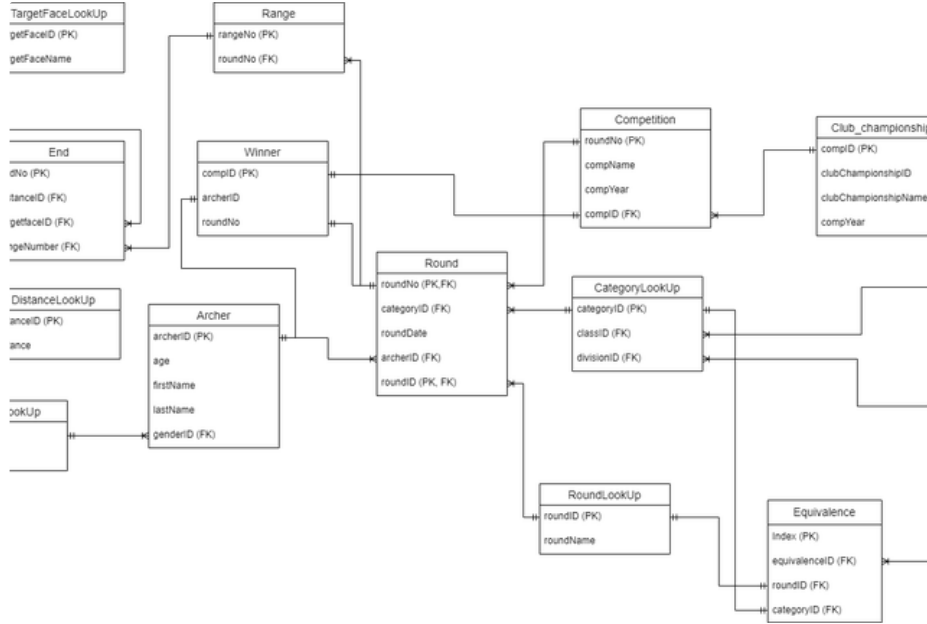 TargetFaceLookUp
getFaceID (PK)
getFaceName
Range
rangeNo (PK)
roundNo (FK)
End
dNo (PK)
stanceID (FK)
getfaceID (FK)
ngeNumber (FK)
Winner
compID (PK)
archerID
roundNo
Competition
roundNo (PK)
compName
compYear
compID (FK)
Club_championship
compID (PK)
clubChampionshipID
clubChampionshipName
compYear
Round
roundNo (PK,FK)
categoryID (FK)
roundDate
archerID (FK)
roundID (PK, FK)
CategoryLookUp
categoryID (PK)
classID (FK)
divisionID (FK)
DistanceLookUp
anceID (PK)
ance
Archer
archerID (PK)
age
firstName
lastName
genderID (FK)
ookUp
RoundLookUp
roundID (PK)
roundName
Equivalence
Index (PK)
equivalenceID (FK)
roundID (FK)
categoryID (FK)